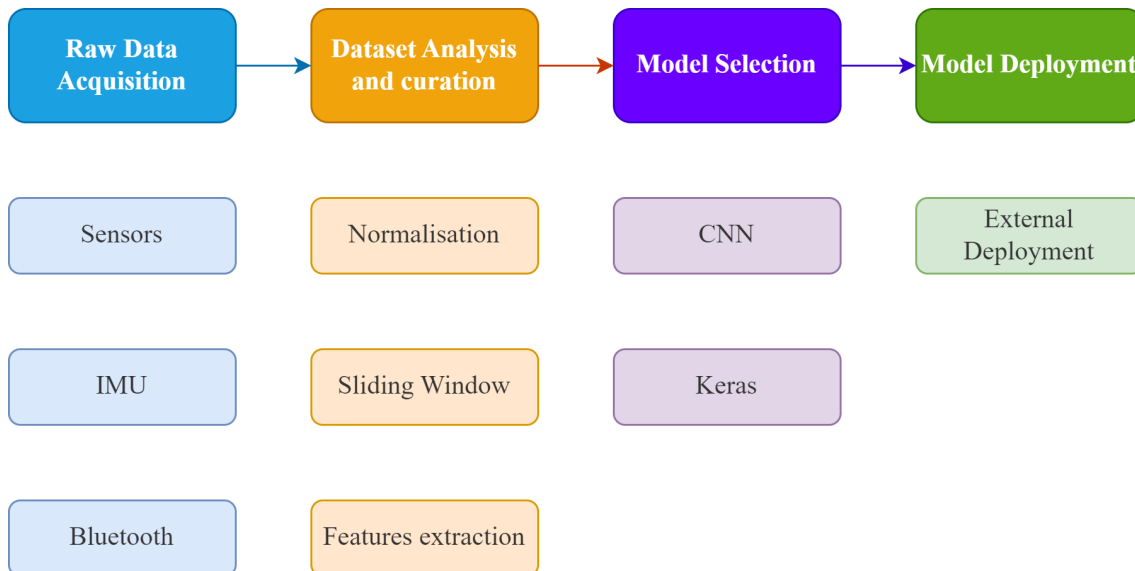 Raw Data
Acquisition
Dataset Analysis
and curation
Model Selection
Model Deployment
Sensors
Normalisation
CNN
External
Deployment
IMU
Sliding Window
Keras
Bluetooth
Features extraction